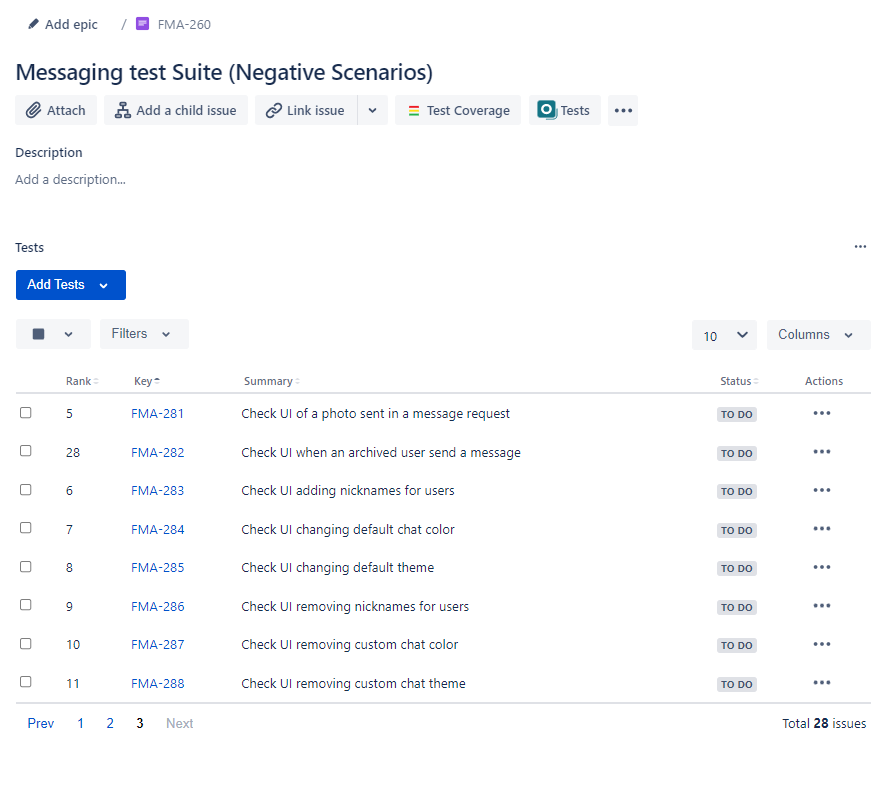 Add epic / FMA-260
Messaging test Suite (Negative Scenarios)
Attach Add a child issue Link issue Test Coverage Tests
Description
Add a description...
Tests
Add Tests
Filters 10 Columns
Rank Key Summary Status Actions
5 FMA-281 Check UI of a photo sent in a message request TO DO
28 FMA-282 Check UI when an archived user send a message TO DO
6 FMA-283 Check UI adding nicknames for users TO DO
7 FMA-284 Check UI changing default chat color TO DO
8 FMA-285 Check UI changing default theme TO DO
9 FMA-286 Check UI removing nicknames for users TO DO
10 FMA-287 Check UI removing custom chat color TO DO
11 FMA-288 Check UI removing custom chat theme TO DO
Prev 1 2 3 Next Total 28 issues